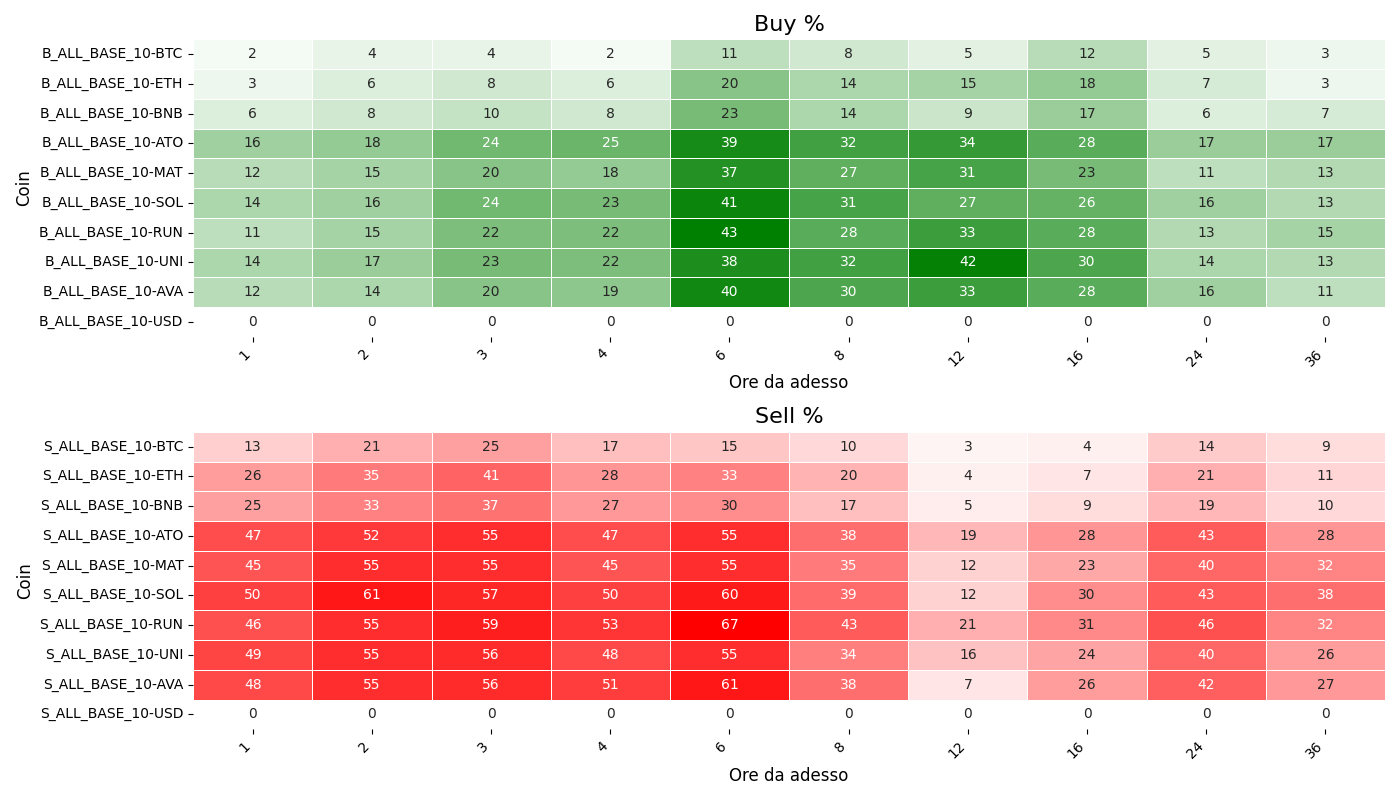 Buy %
Coin
B_ALL_BASE_10-BTC 2 4 4 2 11 8 5 12 5 3
B_ALL_BASE_10-ETH 3 6 8 6 20 14 15 18 7 3
B_ALL_BASE_10-BNB 6 8 10 8 23 14 9 17 6 7
B_ALL_BASE_10-ATO 16 18 24 25 39 32 34 28 17 17
B_ALL_BASE_10-MAT 12 15 20 18 37 27 31 23 11 13
B_ALL_BASE_10-SOL 14 16 24 23 41 31 27 26 16 13
B_ALL_BASE_10-RUN 11 15 22 22 43 28 33 28 13 15
B_ALL_BASE_10-UNI 14 17 23 22 38 32 42 30 14 13
B_ALL_BASE_10-AVA 12 14 20 19 40 30 33 28 16 11
B_ALL_BASE_10-USD 0 0 0 0 0 0 0 0 0 0
1 2 3 4 6 8 12 16 24 36
Ore da adesso
Sell %
Coin
S_ALL_BASE_10-BTC 13 21 25 17 15 10 3 4 14 9
S_ALL_BASE_10-ETH 26 35 41 28 33 20 4 7 21 11
S_ALL_BASE_10-BNB 25 33 37 27 30 17 5 9 19 10
S_ALL_BASE_10-ATO 47 52 55 47 55 38 19 28 43 28
S_ALL_BASE_10-MAT 45 55 55 45 55 35 12 23 40 32
S_ALL_BASE_10-SOL 50 61 57 50 60 39 12 30 43 38
S_ALL_BASE_10-RUN 46 55 59 53 67 43 21 31 46 32
S_ALL_BASE_10-UNI 49 55 56 48 55 34 16 24 40 26
S_ALL_BASE_10-AVA 48 55 56 51 61 38 7 26 42 27
S_ALL_BASE_10-USD 0 0 0 0 0 0 0 0 0 0
1 2 3 4 6 8 12 16 24 36
Ore da adesso